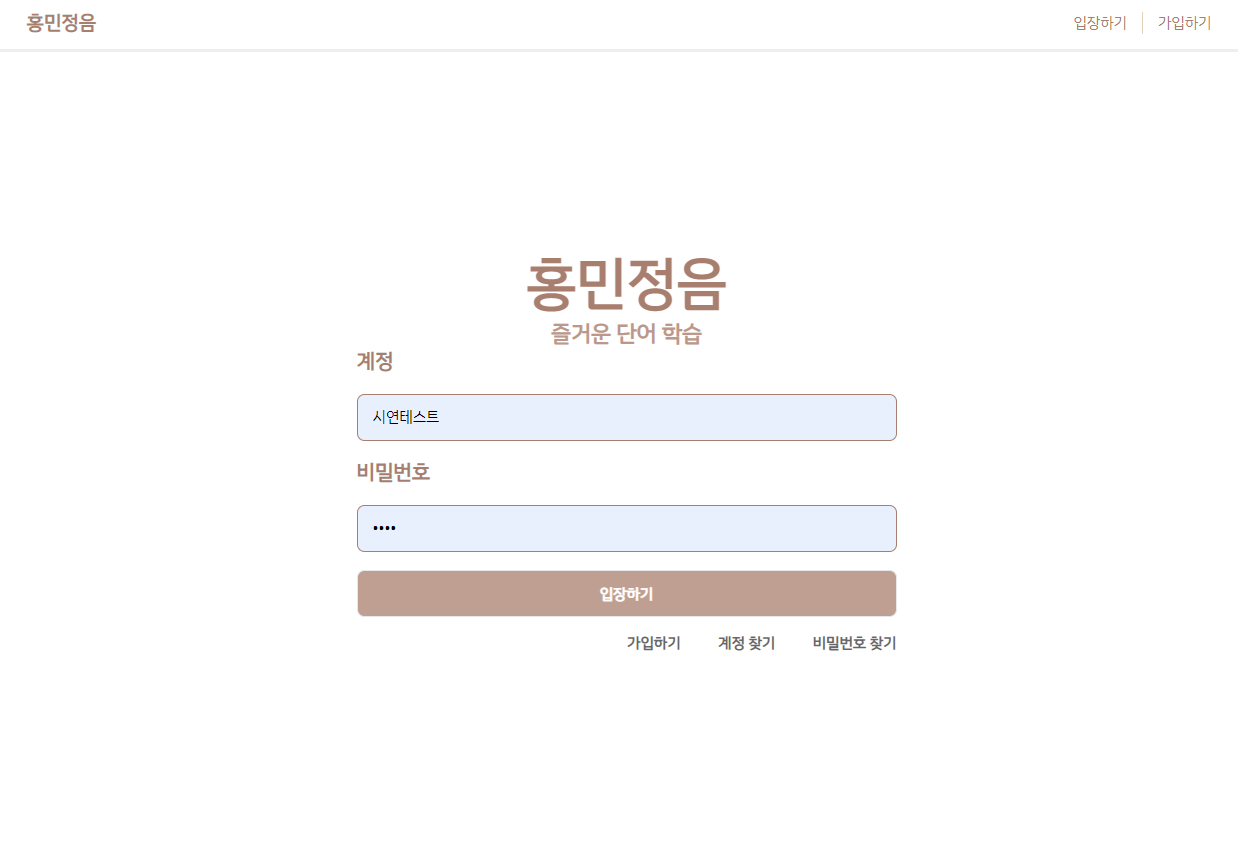 홍민정음
입장하기 가입하기
홍민정음
즐거운 단어 학습
계정
시연테스트
비밀번호
••••
입장하기
가입하기 계정 찾기 비밀번호 찾기